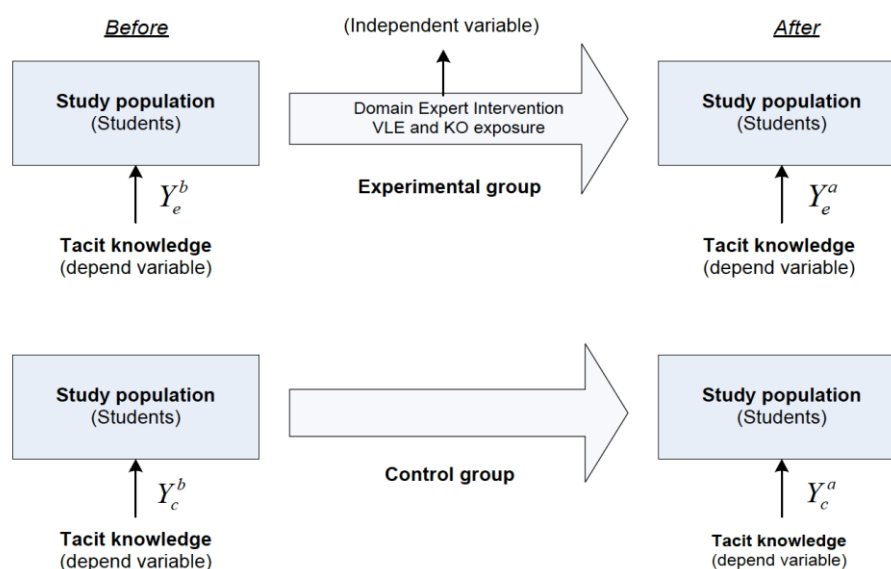 Before
(Independent variable)
After
Study population
(Students)
Domain Expert Intervention
VLE and KO exposure
Study population
(Students)
Experimental group
Y_e^b
Y_e^a
Tacit knowledge
(depend variable)
Tacit knowledge
(depend variable)
Study population
(Students)
Study population
(Students)
Control group
Y_c^b
Y_c^a
Tacit knowledge
(depend variable)
Tacit knowledge
(depend variable)